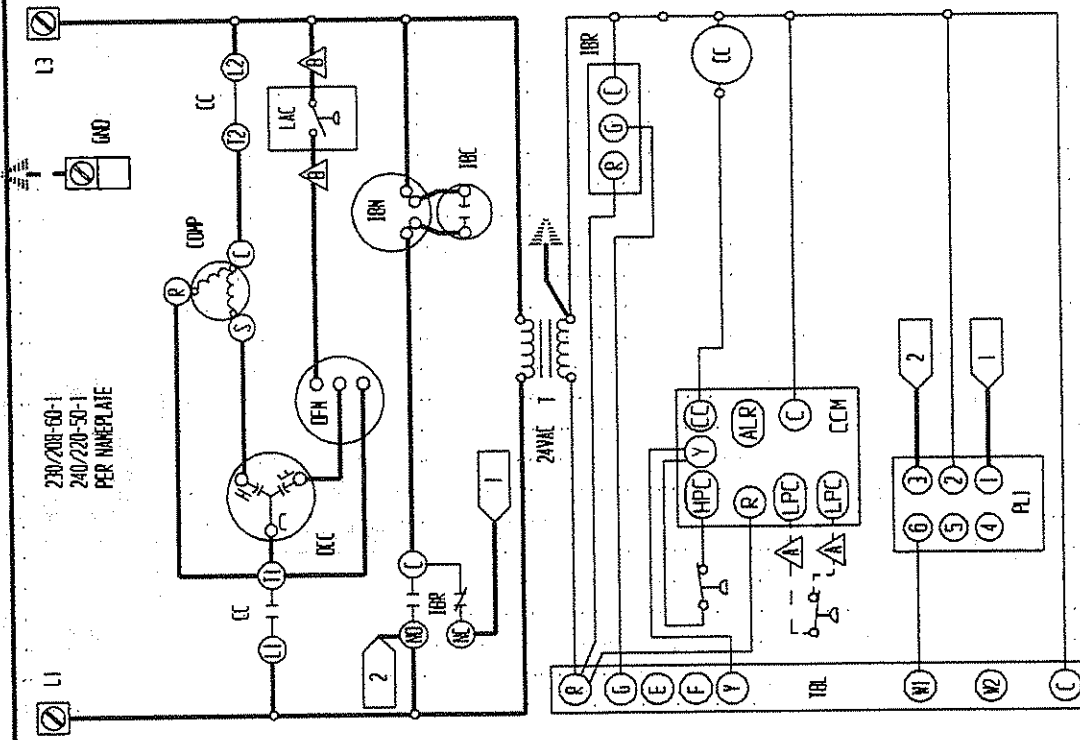 L1
GND
L3
230/208-60-1
240/220-50-1
PER NAMEPLATE
COMP
R
S
C
T2
CC
L2
L1
CC
T1
C
H
F
DCC
OFM
B
LAC
B
2
NO
C
IBR
NC
IBM
IBC
1
24VAC
T
R
G
E
F
Y
TB1
W1
W2
C
IBR
R
G
C
CC
HPC
Y
CC
R
ALR
LPC
C
LPC
CCM
A
A
6
3
5
2
4
1
PL1
2
1